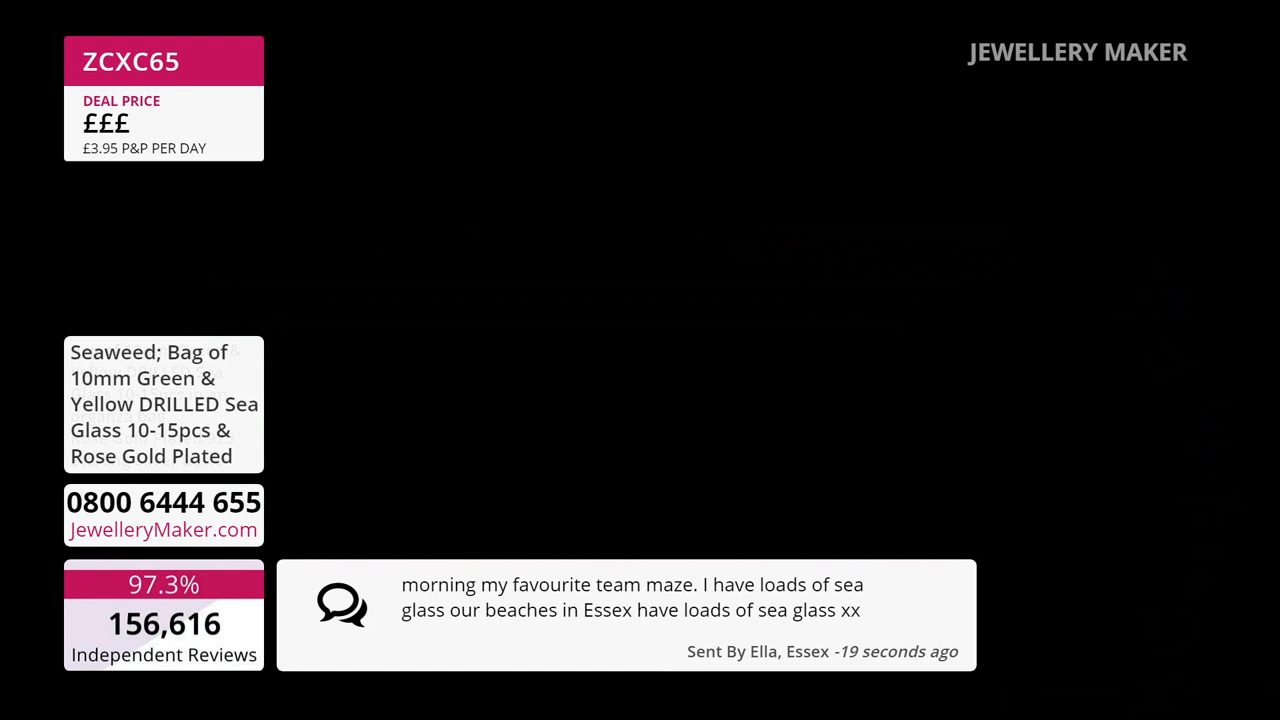 ZCXC65
DEAL PRICE
£££
£3.95 P&P PER DAY
JEWELLERY MAKER
Seaweed; Bag of
10mm Green &
Yellow DRILLED Sea
Glass 10-15pcs &
Rose Gold Plated
0800 6444 655
JewelleryMaker.com
97.3%
156,616
Independent Reviews
morning my favourite team maze. I have loads of sea
glass our beaches in Essex have loads of sea glass xx
Sent By Ella, Essex -19 seconds ago